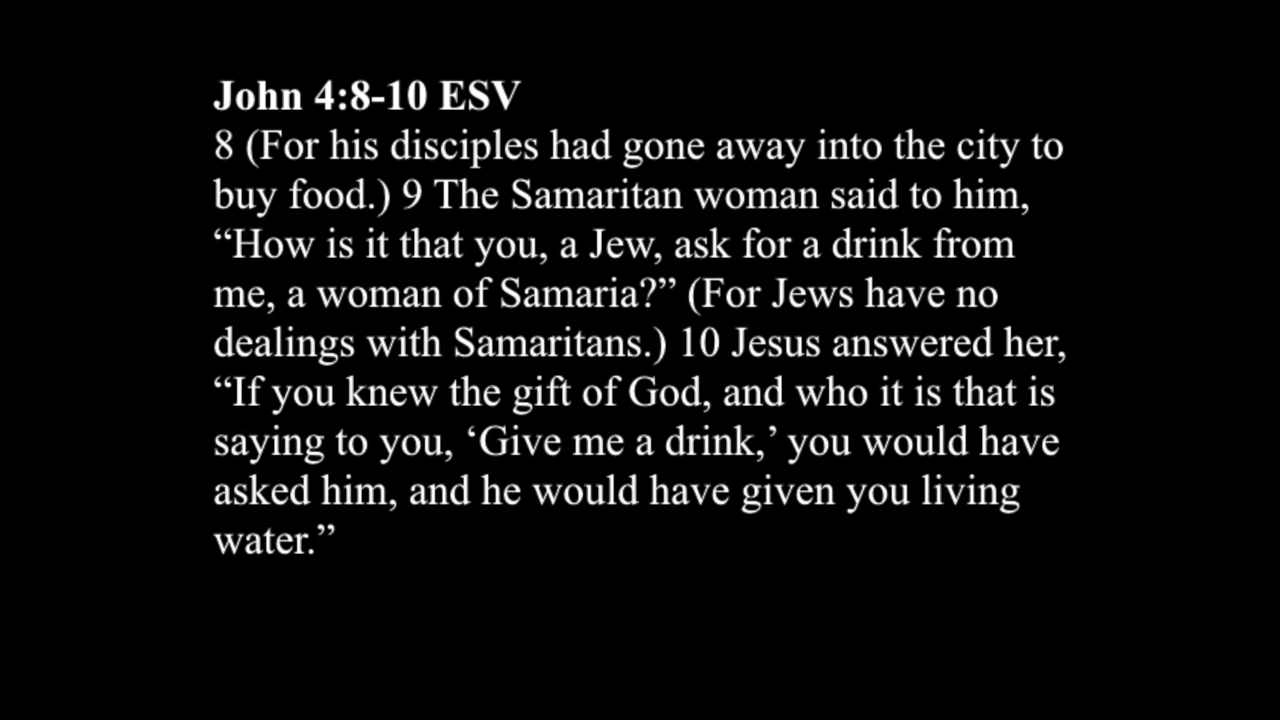 John 4:8-10 ESV
8 (For his disciples had gone away into the city to
buy food.) 9 The Samaritan woman said to him,
“How is it that you, a Jew, ask for a drink from
me, a woman of Samaria?” (For Jews have no
dealings with Samaritans.) 10 Jesus answered her,
“If you knew the gift of God, and who it is that is
saying to you, ‘Give me a drink,’ you would have
asked him, and he would have given you living
water.”